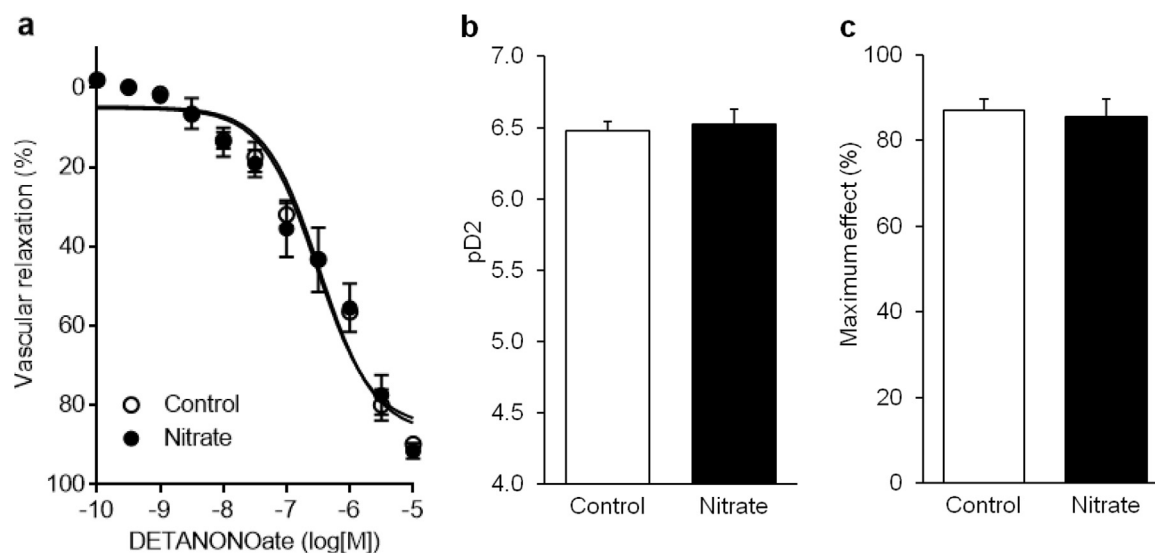 a
Vascular relaxation (%)
0
20
40
60
80
100
Control
Nitrate
-10 -9 -8 -7 -6 -5
DETANONOate (log[M])
b
pD2
7.0
6.5
6.0
5.5
5.0
4.5
4.0
Control Nitrate
c
Maximum effect (%)
100
80
60
40
20
0
Control Nitrate